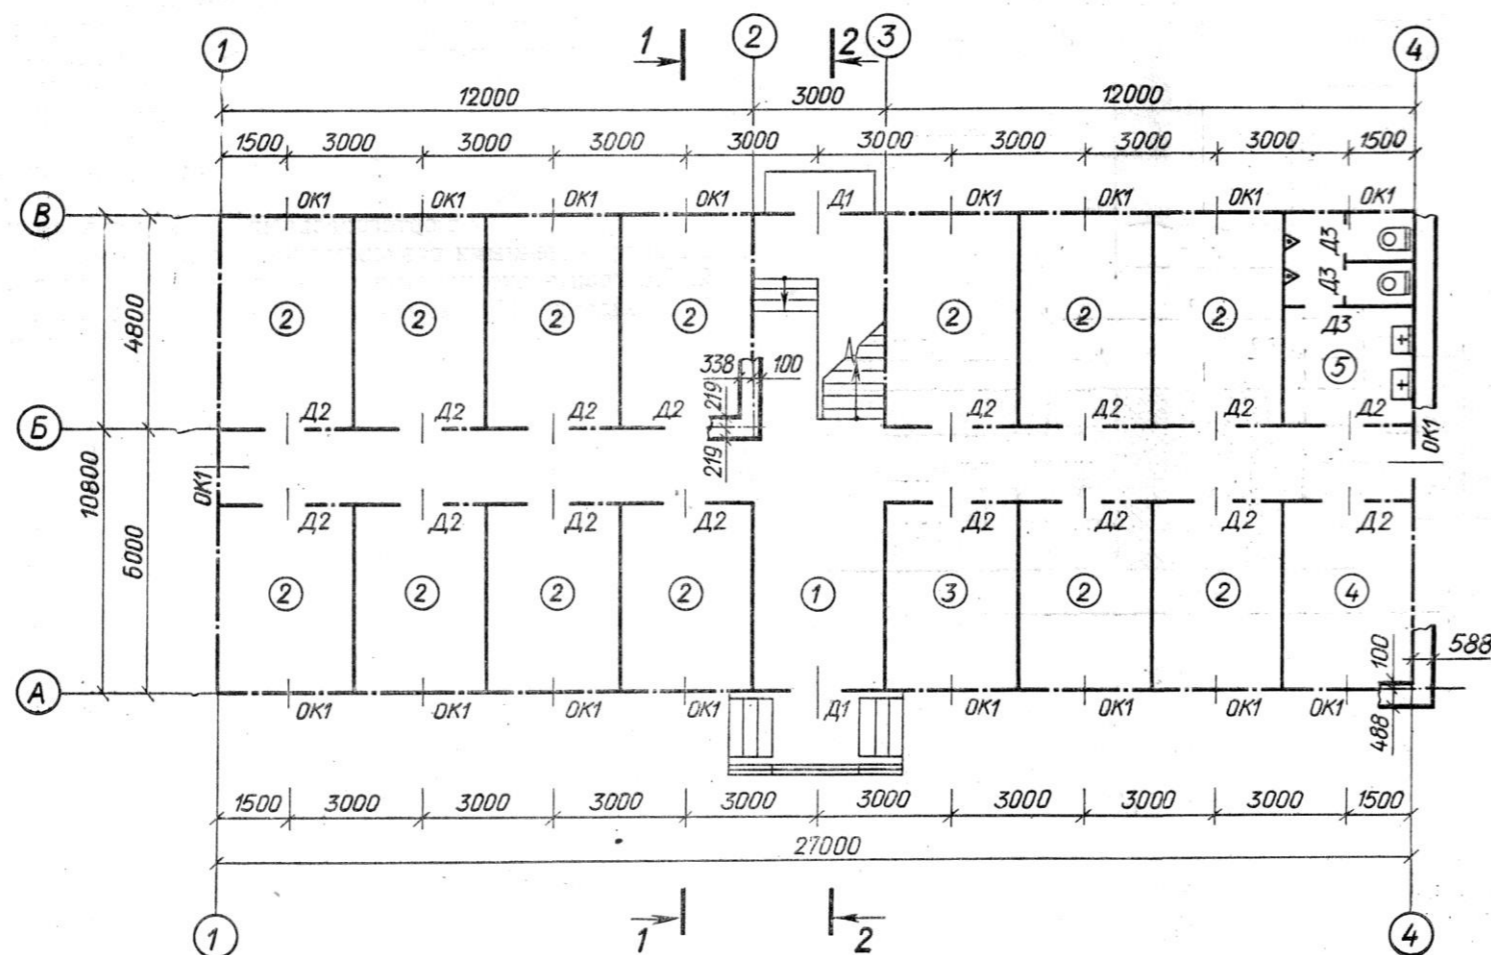 1 2 3 4
1 2
12000 3000 12000
1500 3000 3000 3000 3000 3000 3000 3000 3000 1500
В ОК1 ОК1 ОК1 ОК1 Д1 ОК1 ОК1 ОК1 ОК1
Д3
Д3
4800 2 2 2 2 2 2 2 Д3
338 100 5
219
Б Д2 Д2 Д2 Д2 Д2 Д2 Д2 Д2
219
10800 ОК1 ОК1
Д2 Д2 Д2 Д2 Д2 Д2 Д2 Д2
6000
2 2 2 2 1 3 2 2 4
100 588
А
ОК1 ОК1 ОК1 ОК1 Д1 ОК1 ОК1 ОК1
488
1500 3000 3000 3000 3000 3000 3000 3000 3000 1500
27000
1 1 2 4